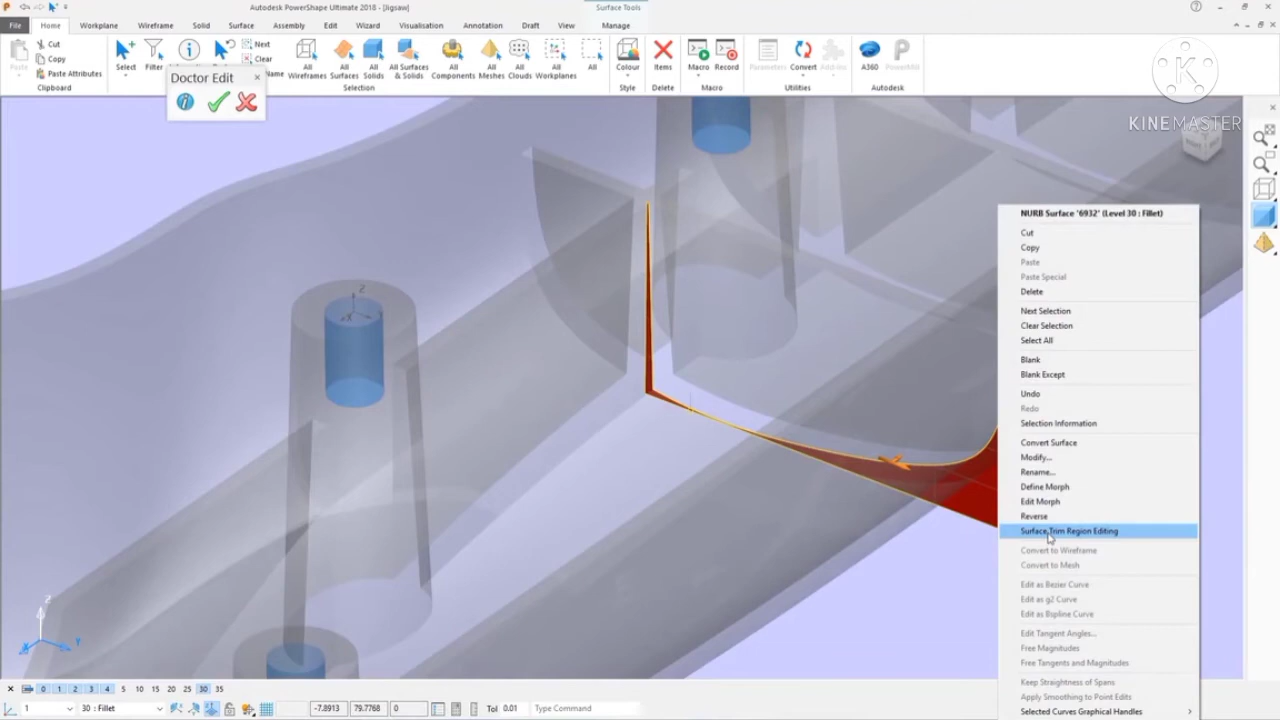 Autodesk PowerShape Ultimate 2018 - [Jigsaw]
Surface Tools
File Home Workplane Wireframe Solid Surface Assembly Edit Wizard Visualisation Annotation Draft View Manage
Paste
Cut
Copy
Paste Attributes
Clipboard
Select
Filter
Next
Clear
Name
Doctor Edit
All Wireframes
All Surfaces
All Solids
All Surfaces & Solids
All Components
All Meshes
All Clouds
All Workplanes
All
Selection
Colour
Style
Items
Delete
Macro
Record
Macro
Parameters
Convert
Add-Ins
Utilities
A360
PowerMill
Autodesk
K
KINEMASTER
Z
X
NURB Surface '6932' (Level 30 : Fillet)
Cut
Copy
Paste
Paste Special
Delete
Next Selection
Clear Selection
Select All
Blank
Blank Except
Undo
Redo
Selection Information
Convert Surface
Modify...
Rename...
Define Morph
Edit Morph
Reverse
Surface Trim Region Editing
Convert to Wireframe
Convert to Mesh
Edit as Bezier Curve
Edit as g2 Curve
Edit as Bspline Curve
Edit Tangent Angles...
Free Magnitudes
Free Tangents and Magnitudes
Keep Straightness of Spans
Apply Smoothing to Point Edits
Selected Curves Graphical Handles
Z
X
Y
0 1 2 3 4 5 10 15 20 25 30 35
1 30 : Fillet -7.8913 79.7768 0 Tol 0.01 Type Command